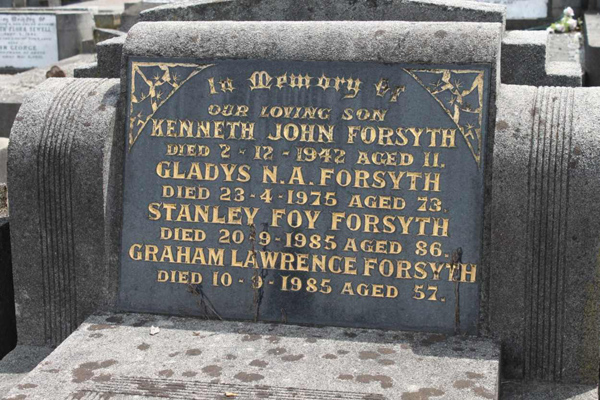 In Memory of
OUR LOVING SON
KENNETH JOHN FORSYTH
DIED 2-12-1942 AGED 11.
GLADYS N.A. FORSYTH
DIED 23-4-1975 AGED 73.
STANLEY FOY FORSYTH
DIED 20-9-1985 AGED 86.
GRAHAM LAWRENCE FORSYTH
DIED 10-9-1985 AGED 57.